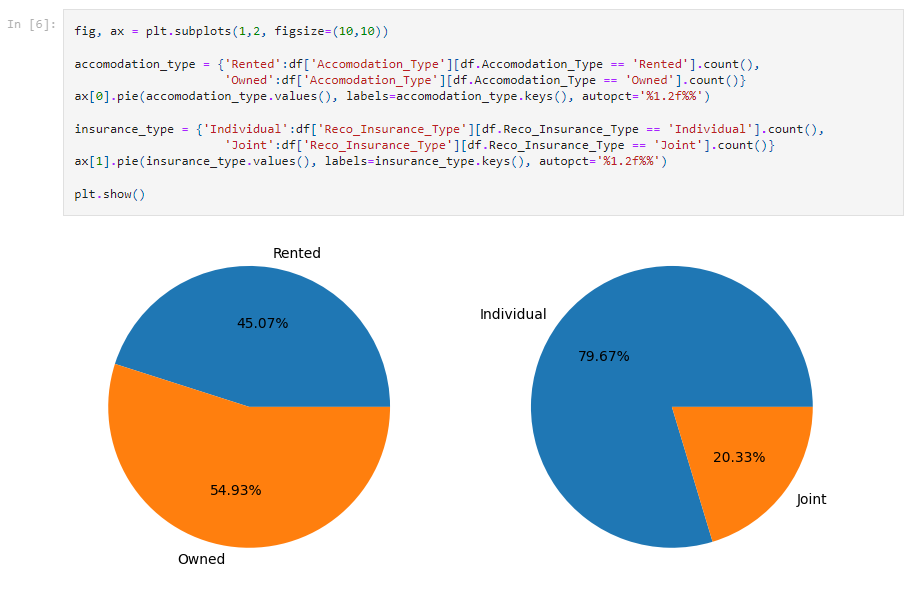 In [6]:
fig, ax = plt.subplots(1,2, figsize=(10,10))
accomodation_type = {'Rented':df['Accomodation_Type'][df.Accomodation_Type == 'Rented'].count(),
'Owned':df['Accomodation_Type'][df.Accomodation_Type == 'Owned'].count()}
ax[0].pie(accomodation_type.values(), labels=accomodation_type.keys(), autopct='%1.2f%%')
insurance_type = {'Individual':df['Reco_Insurance_Type'][df.Reco_Insurance_Type == 'Individual'].count(),
'Joint':df['Reco_Insurance_Type'][df.Reco_Insurance_Type == 'Joint'].count()}
ax[1].pie(insurance_type.values(), labels=insurance_type.keys(), autopct='%1.2f%%')
plt.show()
Rented
45.07%
54.93%
Owned
Individual
79.67%
20.33%
Joint